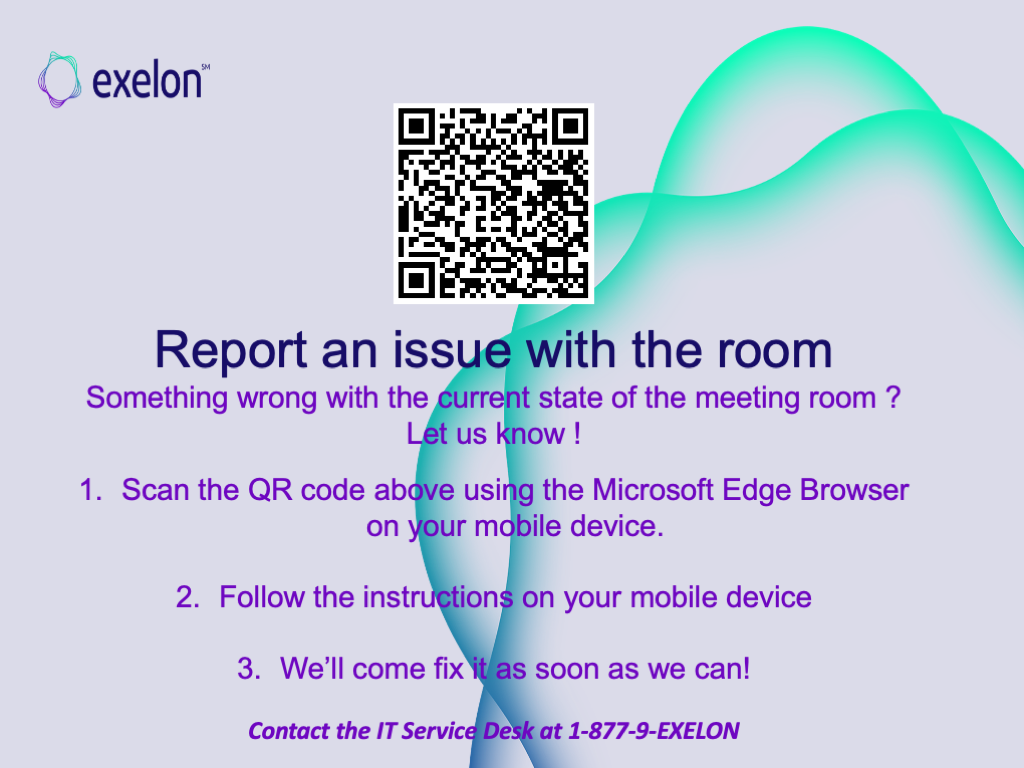 exelon℠
Report an issue with the room
Something wrong with the current state of the meeting room ?
Let us know !
1. Scan the QR code above using the Microsoft Edge Browser
on your mobile device.
2. Follow the instructions on your mobile device
3. We’ll come fix it as soon as we can!
Contact the IT Service Desk at 1-877-9-EXELON